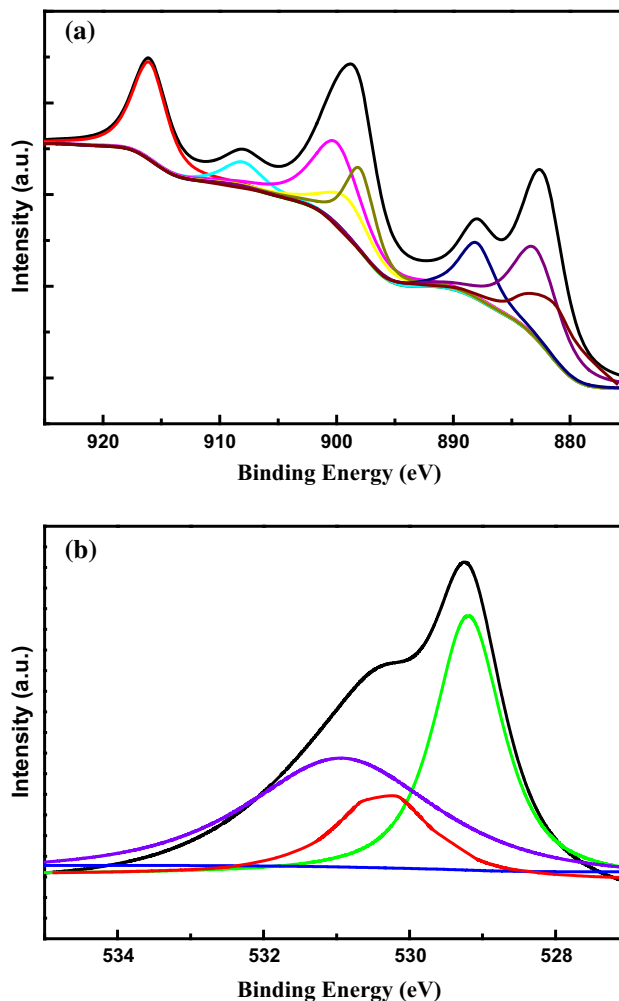 (a)
Intensity (a.u.)
920 910 900 890 880
Binding Energy (eV)
(b)
Intensity (a.u.)
534 532 530 528
Binding Energy (eV)